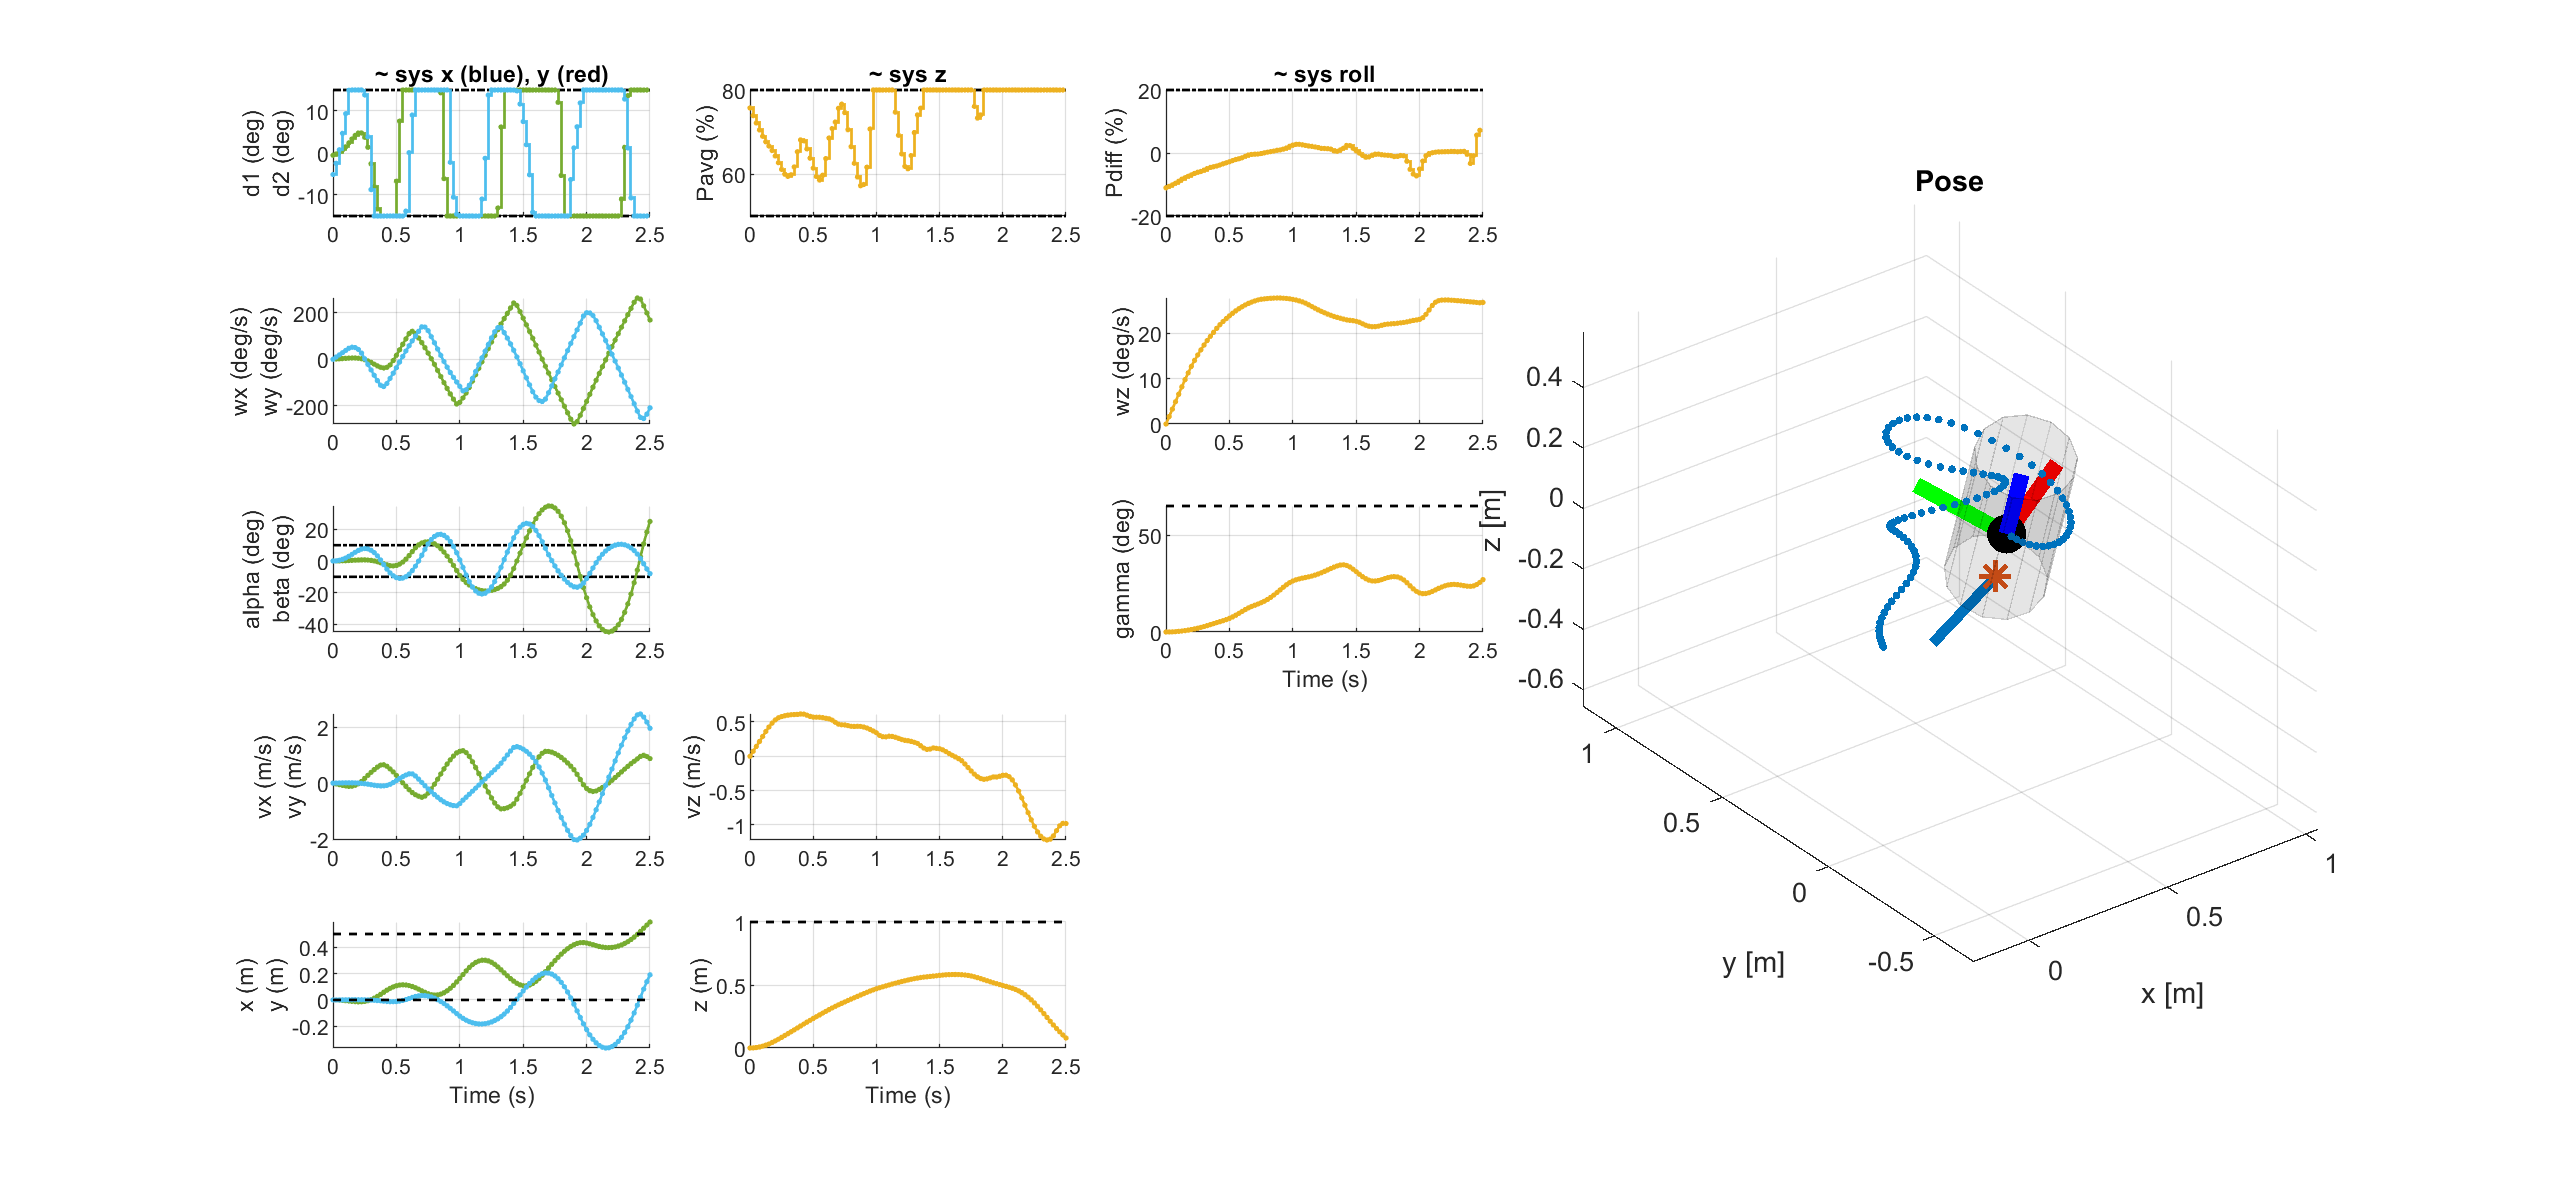 ~ sys x (blue), y (red)
d1 (deg)
d2 (deg)
10
0
-10
0 0.5 1 1.5 2 2.5
~ sys z
Pavg (%)
80
60
0 0.5 1 1.5 2 2.5
~ sys roll
Pdiff (%)
20
0
-20
0 0.5 1 1.5 2 2.5
wx (deg/s)
wy (deg/s)
200
0
-200
0 0.5 1 1.5 2 2.5
wz (deg/s)
20
10
0
0 0.5 1 1.5 2 2.5
alpha (deg)
beta (deg)
20
0
-20
-40
0 0.5 1 1.5 2 2.5
gamma (deg)
50
0
0 0.5 1 1.5 2 2.5
Time (s)
vx (m/s)
vy (m/s)
2
0
-2
0 0.5 1 1.5 2 2.5
vz (m/s)
0.5
0
-0.5
-1
0 0.5 1 1.5 2 2.5
x (m)
y (m)
0.4
0.2
0
-0.2
0 0.5 1 1.5 2 2.5
Time (s)
z (m)
1
0.5
0
0 0.5 1 1.5 2 2.5
Time (s)
Pose
z [m]
0.4
0.2
0
-0.2
-0.4
-0.6
1
0.5
0
-0.5
y [m]
0
0.5
1
x [m]